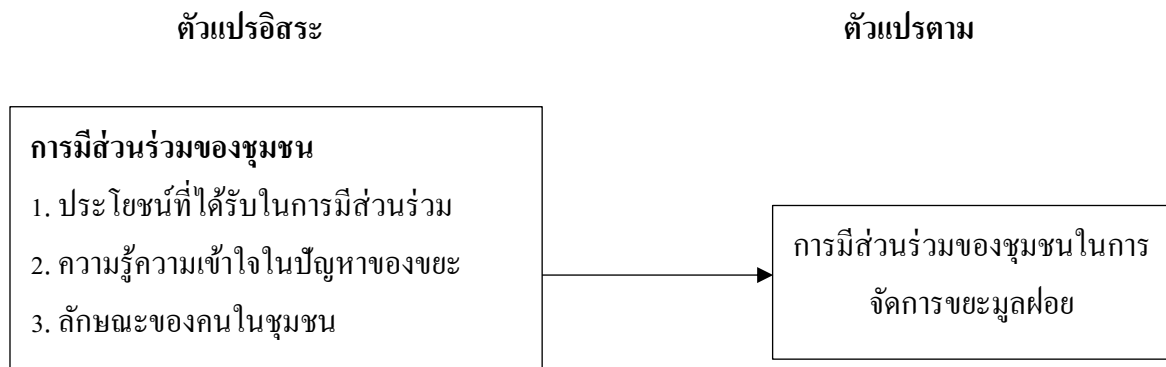 ตัวแปรอิสระ ตัวแปรตาม
การมีส่วนร่วมของชุมชน
1. ประโยชน์ที่ได้รับในการมีส่วนร่วม
2. ความรู้ความเข้าใจในปัญหาของขยะ
3. ลักษณะของคนในชุมชน
การมีส่วนร่วมของชุมชนในการ
จัดการขยะมูลฝอย